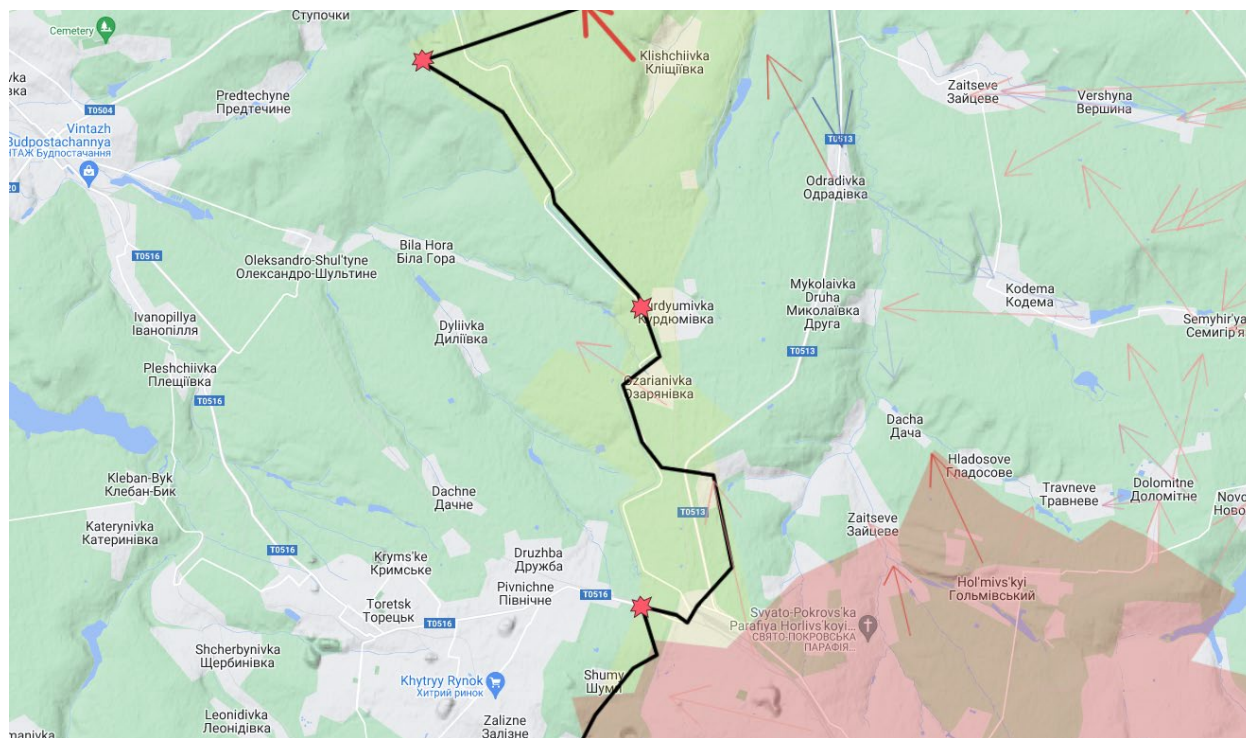 Ступочки
Cemetery
Klishchiivka
Кліщіївка
Predtechyne
Предтечине
T0504
Vintazh
Budpostachannya
Zaitseve
Зайцеве
Vershyna
Вершина
T0513
Odradivka
Одрадівка
T0516
Bila Hora
Біла Гора
Oleksandro-Shul'tyne
Олександро-Шультине
Mykolaivka
Druha
Миколаївка
Друга
Kodema
Кодема
Курдюмівка
Semyhir'ya
Ivanopillya
Іванопілля
Dyliivka
Диліївка
T0513
Pleshchiivka
Плещіївка
T0516
Ozarianivka
Озарянівка
Dacha
Дача
Hladosove
Гладосове
Kleban-Byk
Клебан-Бик
Dachne
Дачне
Travneve
Травневе
Dolomitne
Доломітне
T0513
Zaitseve
Зайцеве
Katerynivka
Катеринівка
T0516
Kryms'ke
Кримське
Druzhba
Дружба
Pivnichne
Північне
T0516
Hol'mivs'kyi
Гольмівський
Toretsk
Торецьк
T0516
Svyato-Pokrovs'ka
Parafiya Horlivs'koyi...
СВЯТО-ПОКРОВСЬКА
ПАРАФІЯ...
Shcherbynivka
Щербинівка
Khytryy Rynok
Хитрий ринок
Shumy
Шуми
Leonidivka
Леонідівка
Zalizne
Залізне